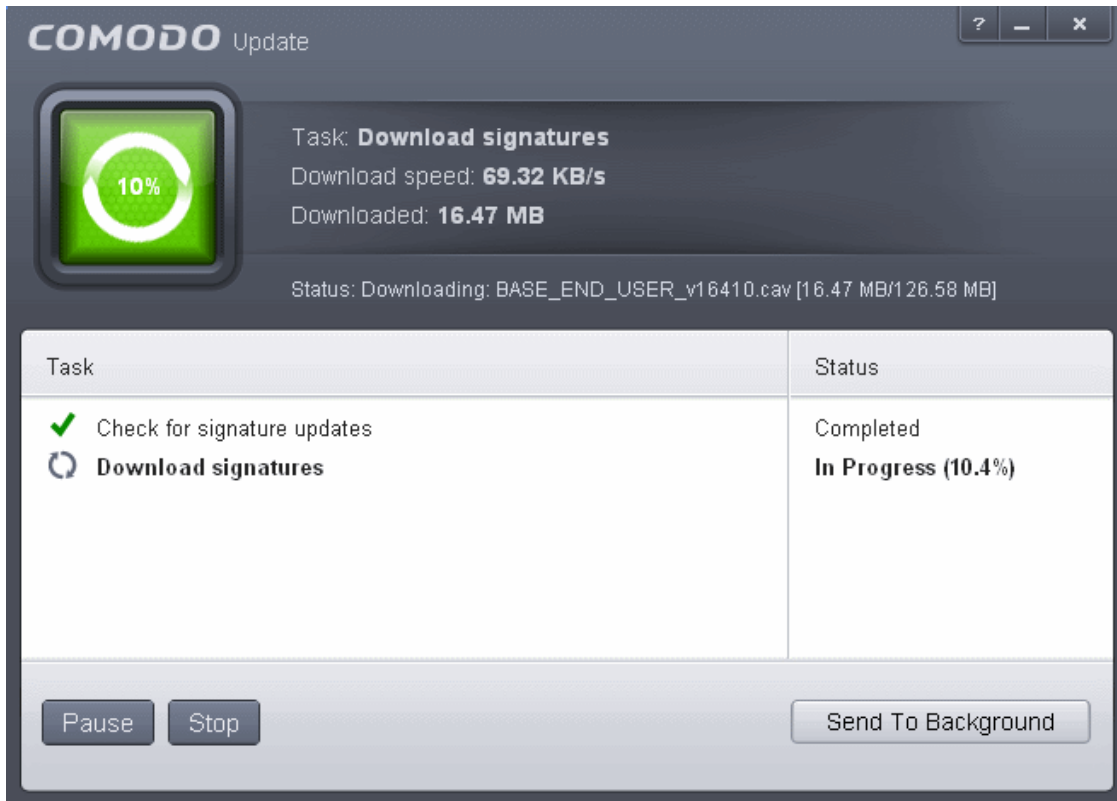 COMODO Update
? – ×
10%
Task: Download signatures
Download speed: 69.32 KB/s
Downloaded: 16.47 MB
Status: Downloading: BASE_END_USER_v16410.cav [16.47 MB/126.58 MB]
Task Status
Check for signature updates Completed
Download signatures In Progress (10.4%)
Pause Stop Send To Background